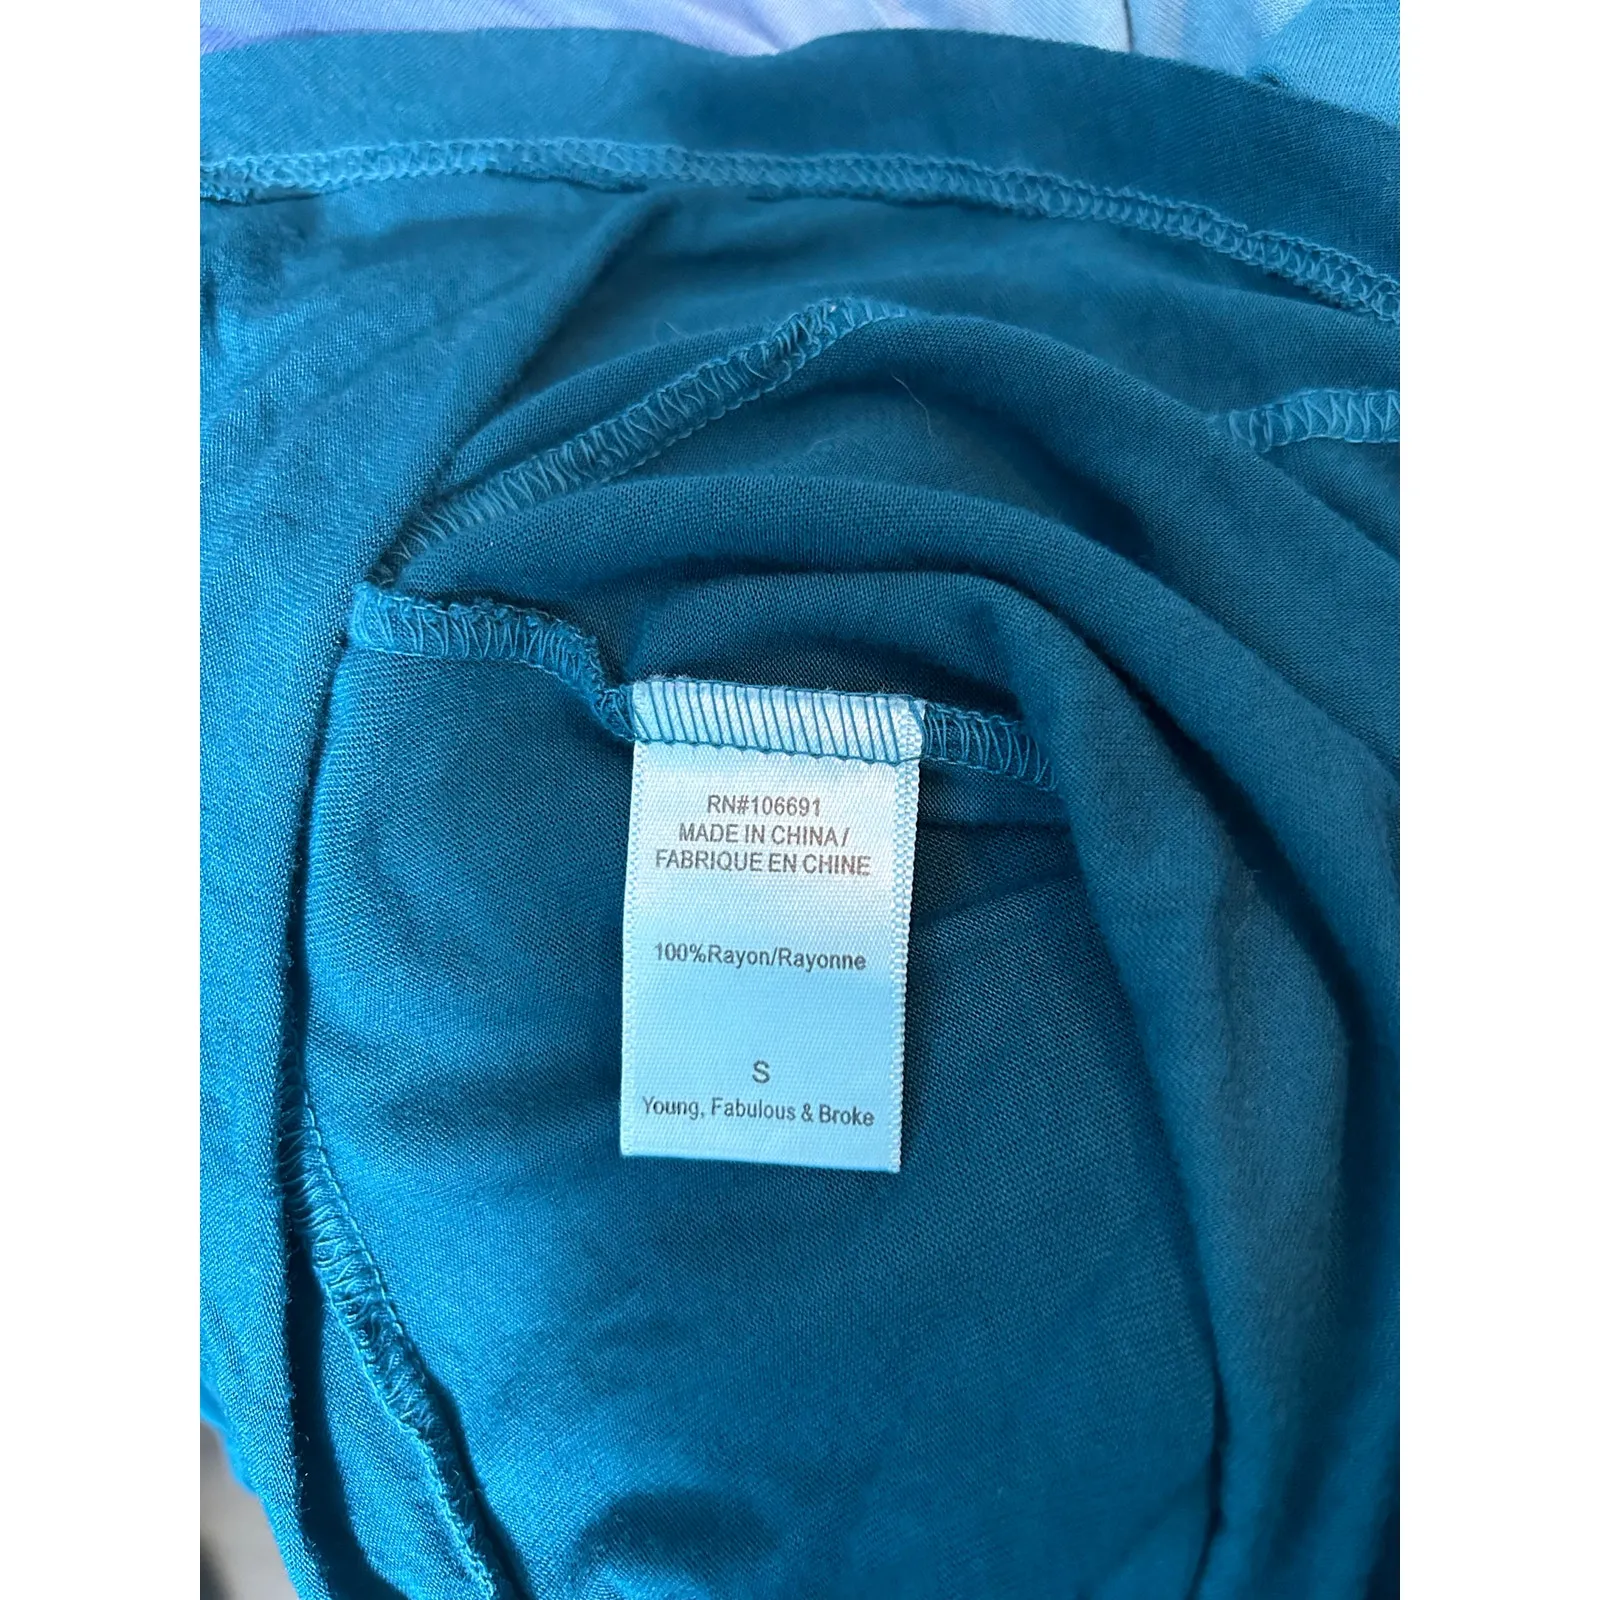 RN#106691
MADE IN CHINA/
FABRIQUE EN CHINE
100%Rayon/Rayonne
S
Young, Fabulous & Broke